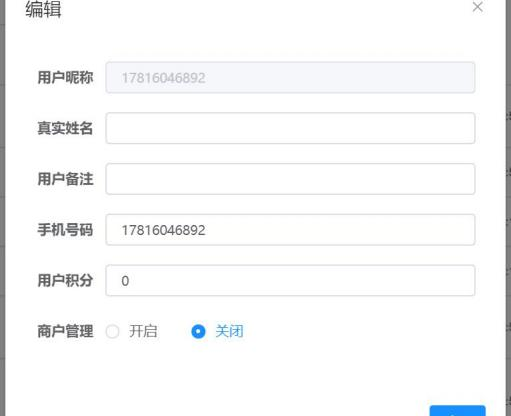 编辑
用户昵称 17816046892
真实姓名
用户备注
手机号码 17816046892
用户积分 0
商户管理 开启 关闭